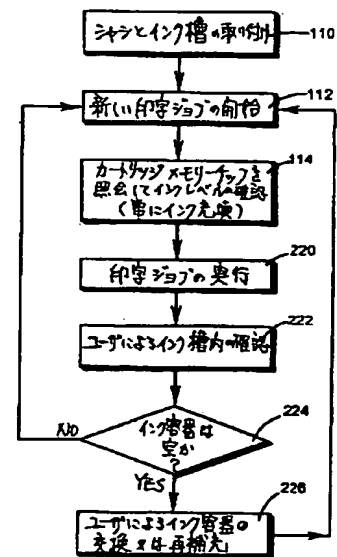 シャシとインク槽の取り付け
110
新しい印字ジョブの開始
112
カートリッジメモリーチップを
照会してインクレベルの確認
(常にインク充填)
114
印字ジョブの実行
220
ユーザによるインク槽内の確認
222
インク容器は
空か
?
224
NO
YES
ユーザによるインク容器の
交換又は再補充
226